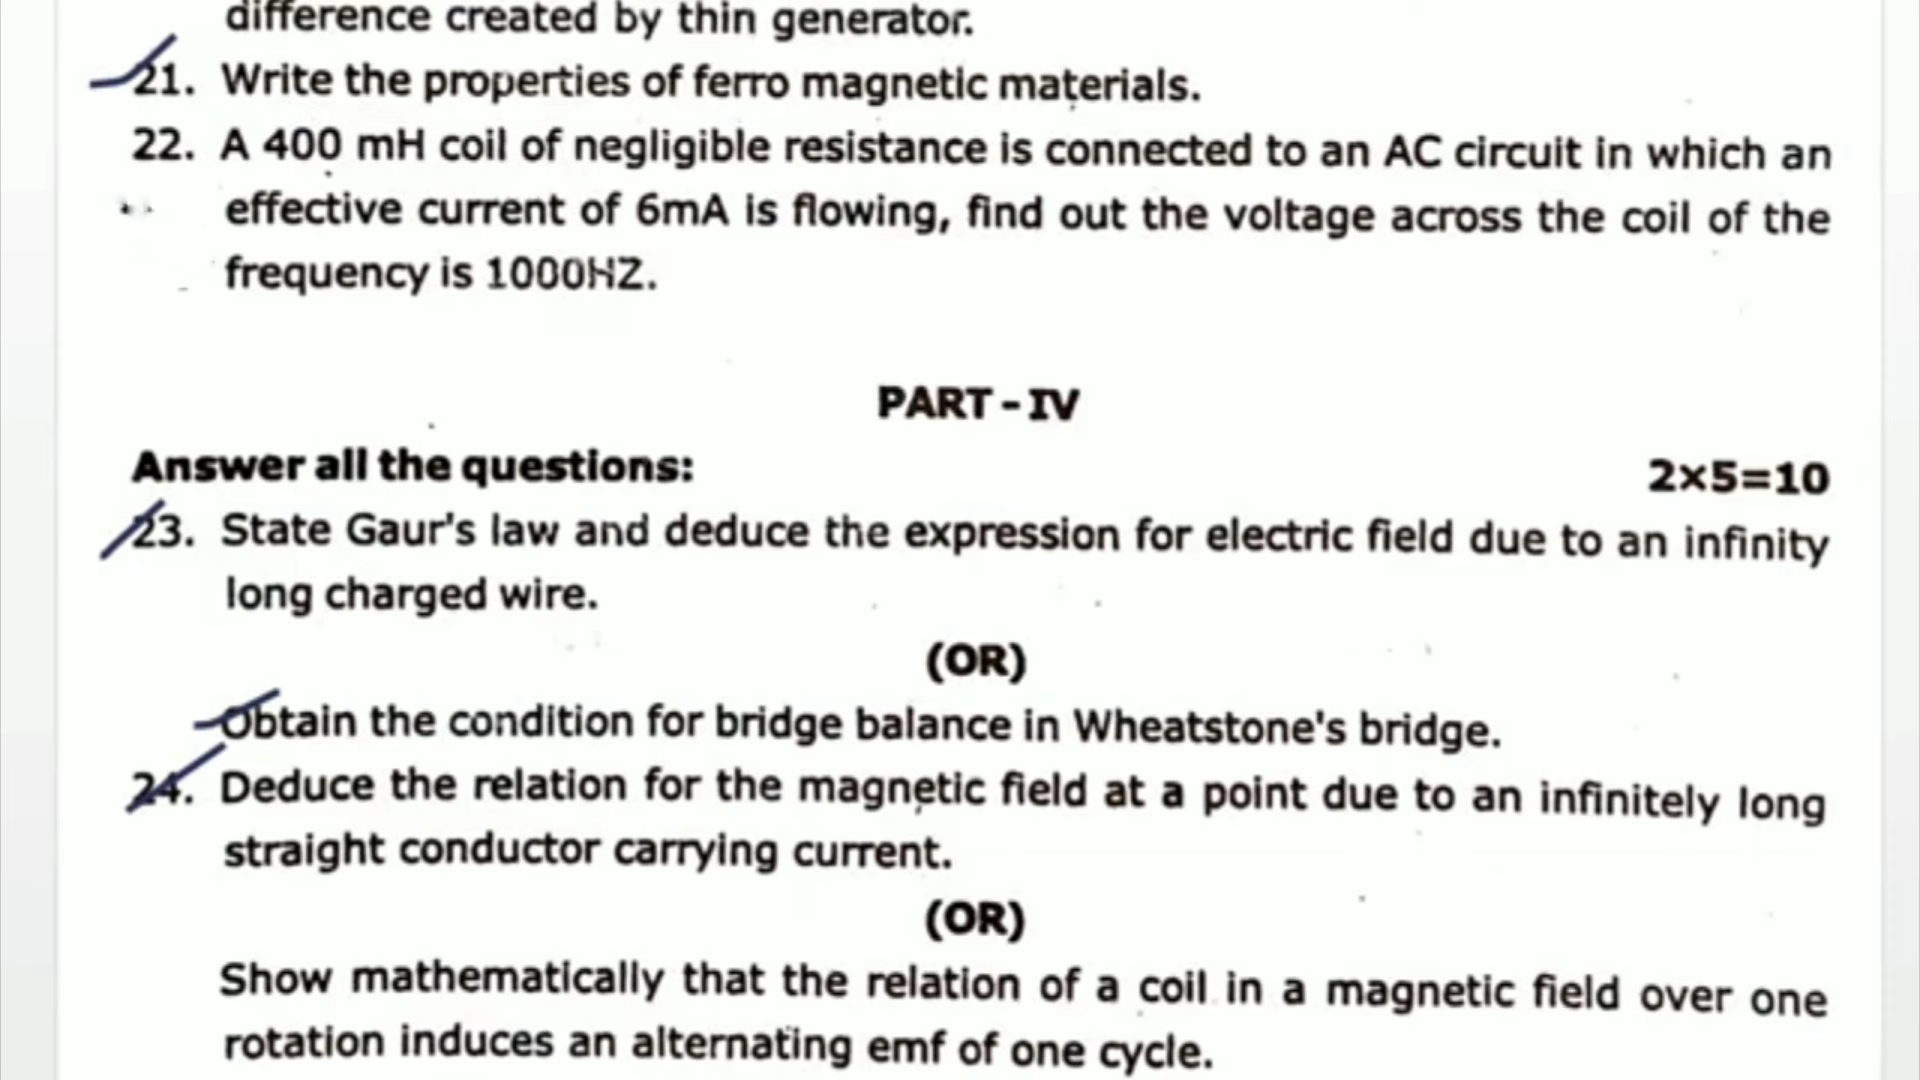 difference created by thin generator.
21. Write the properties of ferro magnetic materials.
22. A 400 mH coil of negligible resistance is connected to an AC circuit in which an
effective current of 6mA is flowing, find out the voltage across the coil of the
frequency is 1000HZ.
PART - IV
Answer all the questions: 2×5=10
23. State Gaur's law and deduce the expression for electric field due to an infinity
long charged wire.
(OR)
Obtain the condition for bridge balance in Wheatstone's bridge.
24. Deduce the relation for the magnetic field at a point due to an infinitely long
straight conductor carrying current.
(OR)
Show mathematically that the relation of a coil in a magnetic field over one
rotation induces an alternating emf of one cycle.